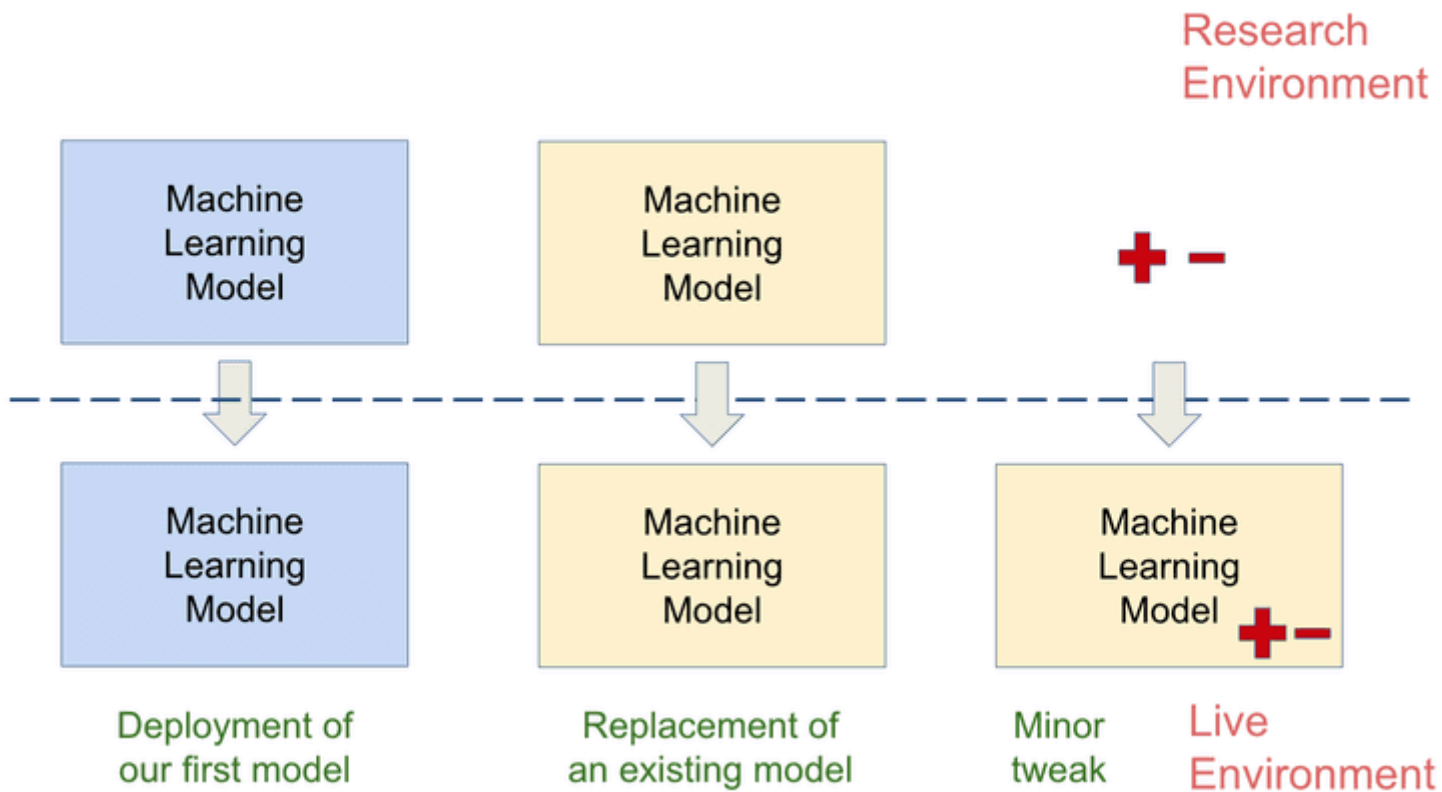 Research
Environment
Machine
Learning
Model
Machine
Learning
Model
Machine
Learning
Model
Machine
Learning
Model
Machine
Learning
Model
Deployment of
our first model
Replacement of
an existing model
Minor
tweak
Live
Environment